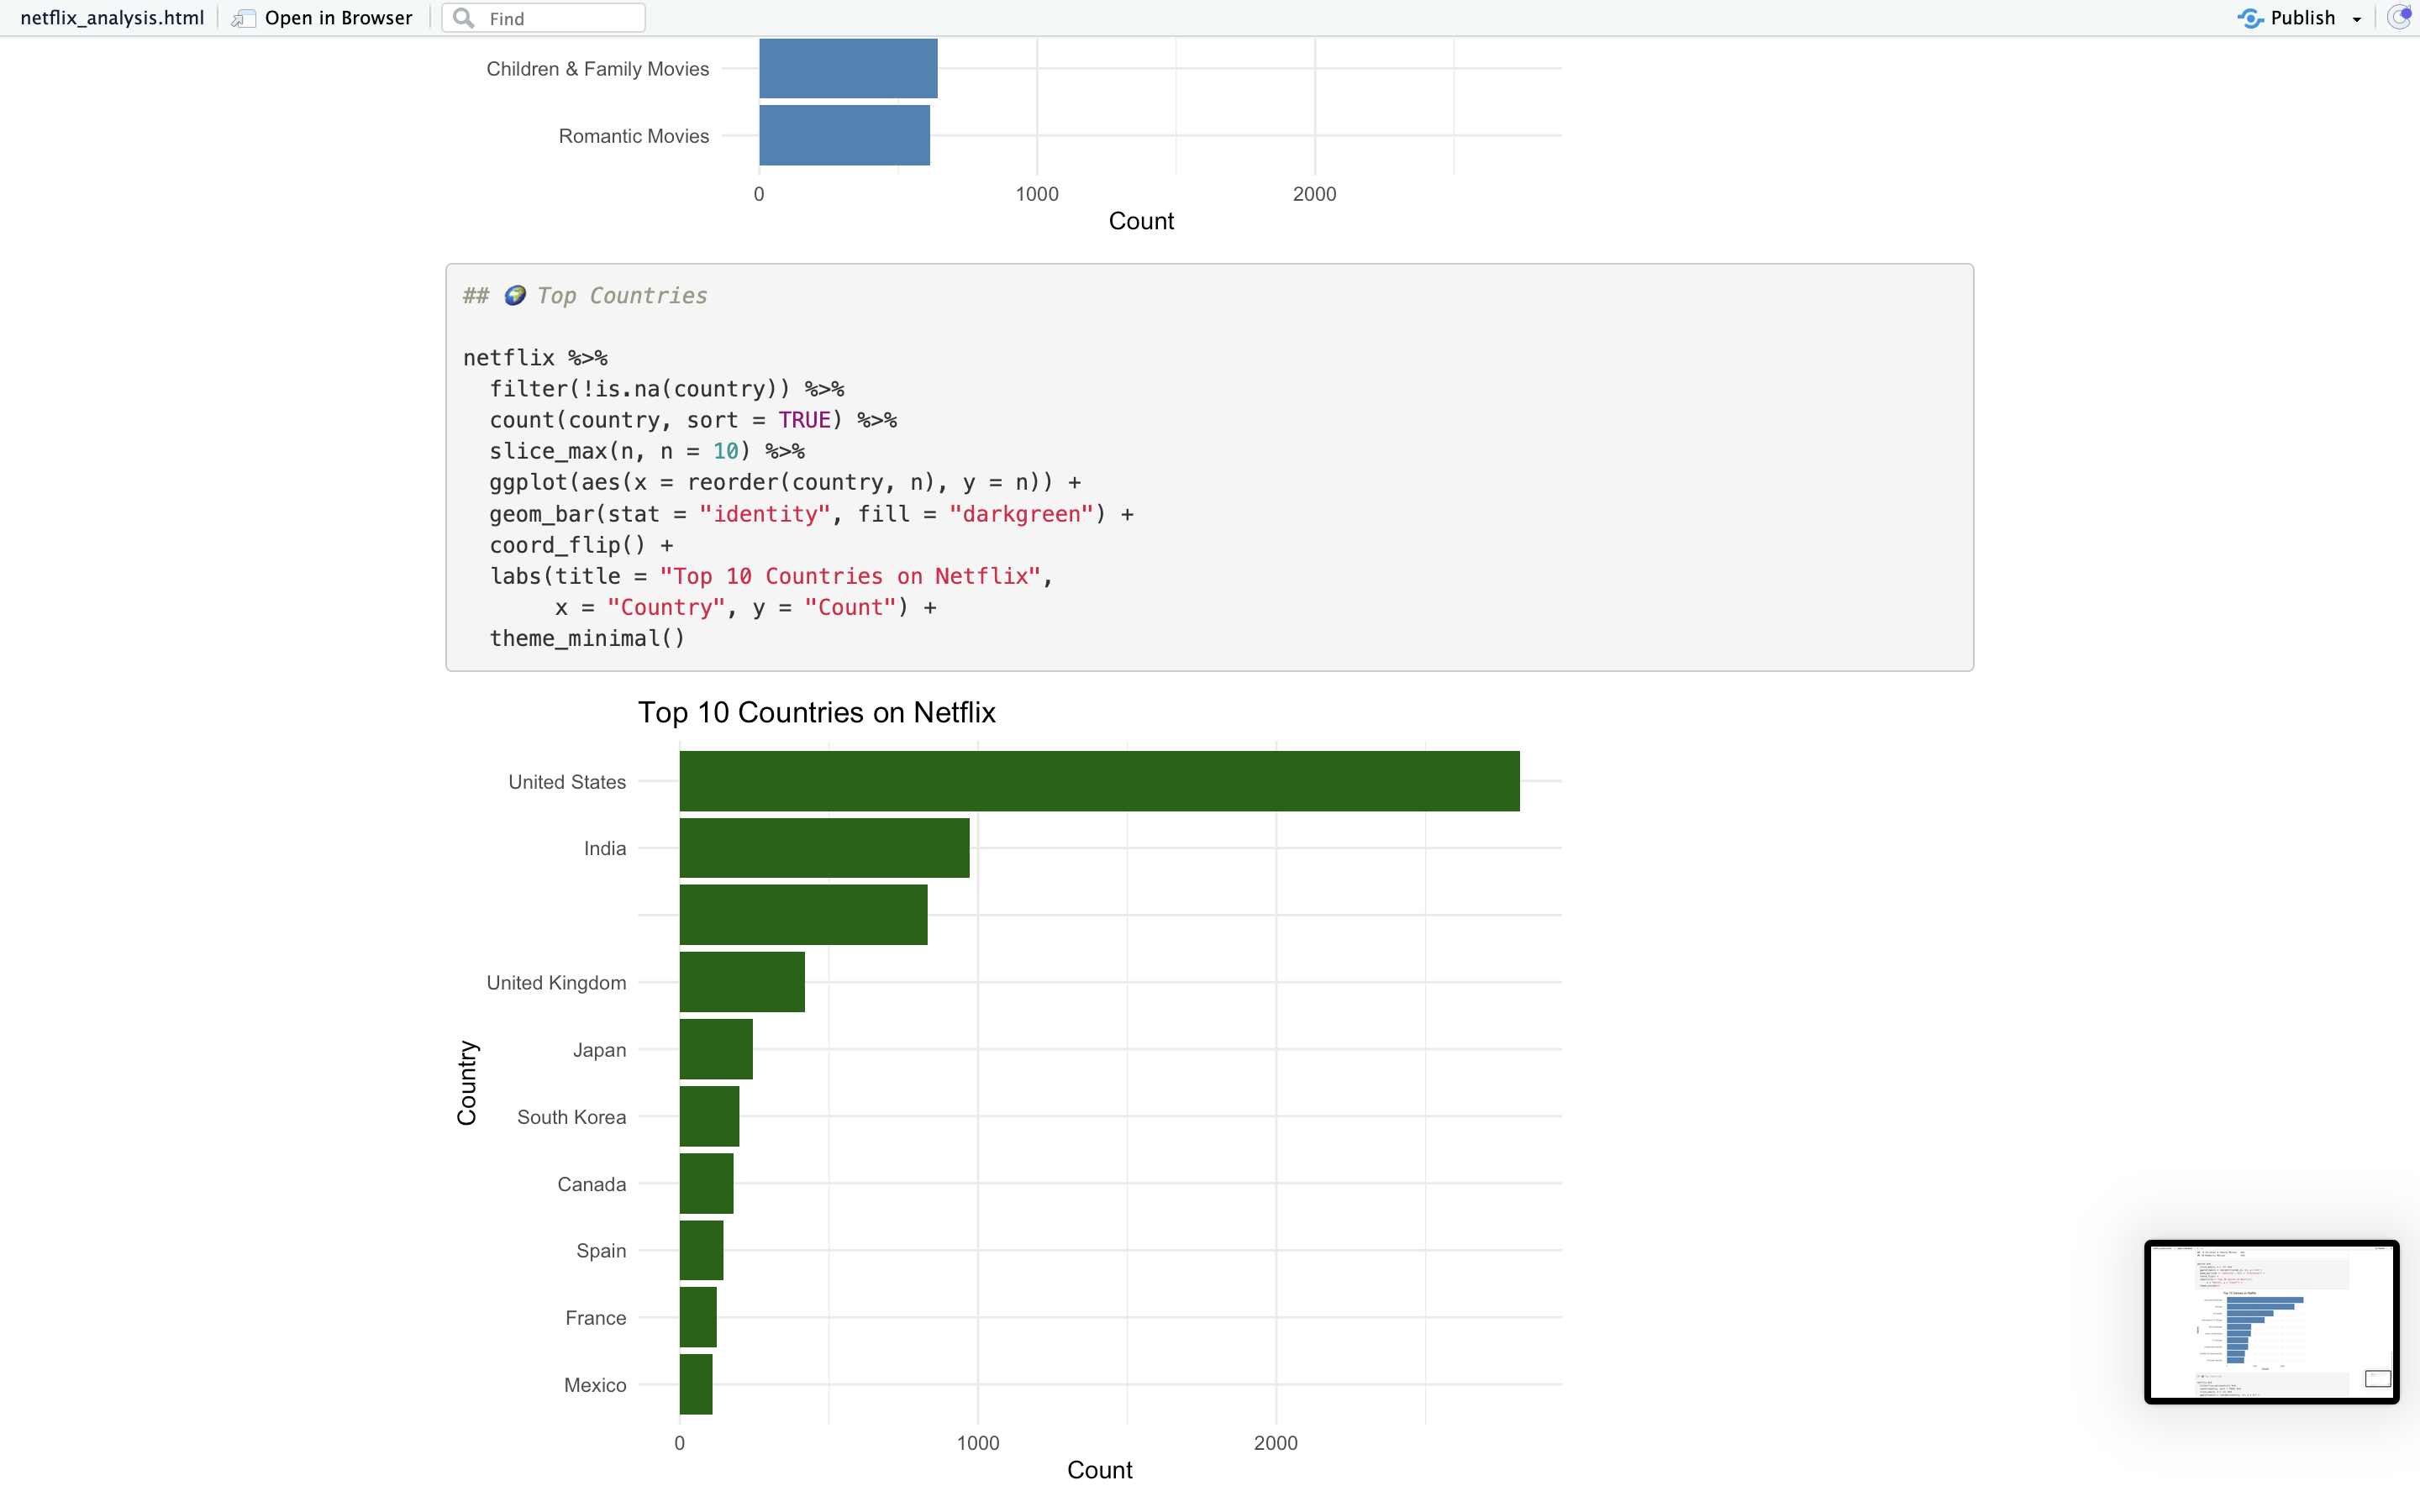 netflix_analysis.html Open in Browser Find Publish
Children & Family Movies
Romantic Movies
0 1000 2000
Count
## 🌍 Top Countries
netflix %>%
  filter(!is.na(country)) %>%
  count(country, sort = TRUE) %>%
  slice_max(n, n = 10) %>%
  ggplot(aes(x = reorder(country, n), y = n)) +
  geom_bar(stat = "identity", fill = "darkgreen") +
  coord_flip() +
  labs(title = "Top 10 Countries on Netflix",
       x = "Country", y = "Count") +
  theme_minimal()
Top 10 Countries on Netflix
United States
India
United Kingdom
Japan
South Korea
Canada
Spain
France
Mexico
Country
0 1000 2000
Count